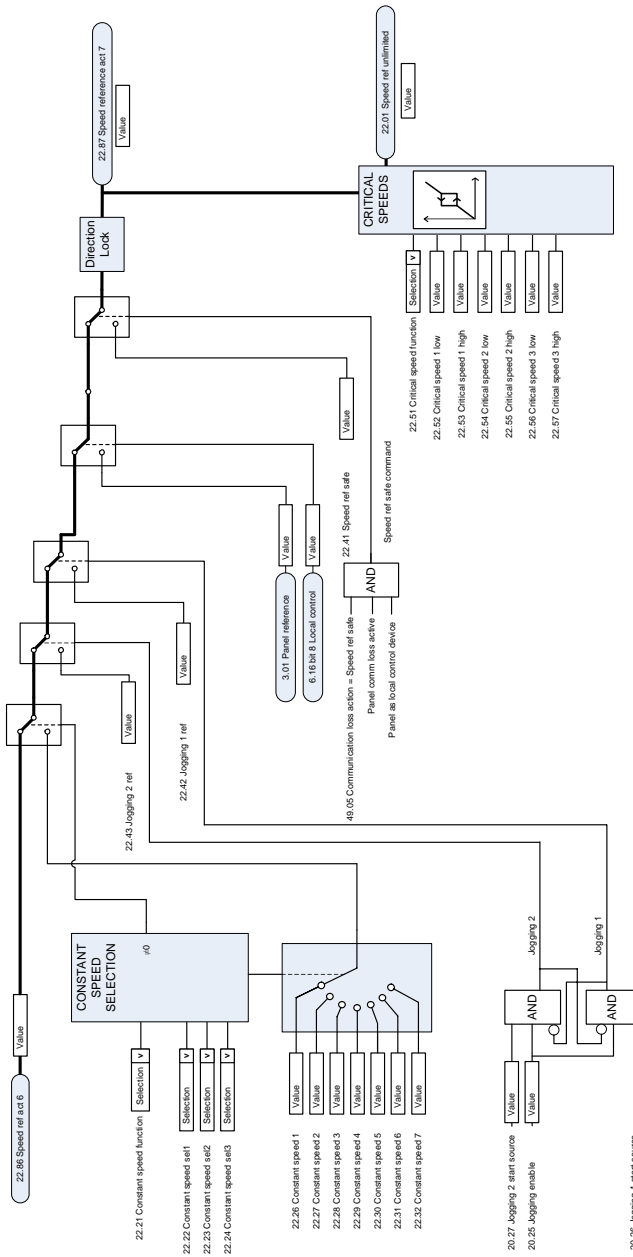 22.86 Speed ref act 6
Value
22.21 Constant speed function
Selection
v
22.22 Constant speed sel1
Selection
v
22.23 Constant speed sel2
Selection
v
22.24 Constant speed sel3
Selection
v
CONSTANT
SPEED
SELECTION
≠0
22.26 Constant speed 1
Value
22.27 Constant speed 2
Value
22.28 Constant speed 3
Value
22.29 Constant speed 4
Value
22.30 Constant speed 5
Value
22.31 Constant speed 6
Value
22.32 Constant speed 7
Value
20.27 Jogging 2 start source
Value
20.25 Jogging enable
Value
AND
Jogging 2
AND
Jogging 1
22.43 Jogging 2 ref
Value
22.42 Jogging 1 ref
Value
3.01 Panel reference
Value
6.16 bit 8 Local control
Value
22.41 Speed ref safe
Value
49.05 Communication loss action = Speed ref safe
Panel comm loss active
Panel as local control device
AND
Speed ref safe command
Direction
Lock
22.87 Speed reference act 7
Value
22.51 Critical speed function
Selection
v
22.52 Critical speed 1 low
Value
22.53 Critical speed 1 high
Value
22.54 Critical speed 2 low
Value
22.55 Critical speed 2 high
Value
22.56 Critical speed 3 low
Value
22.57 Critical speed 3 high
Value
CRITICAL
SPEEDS
22.01 Speed ref unlimited
Value